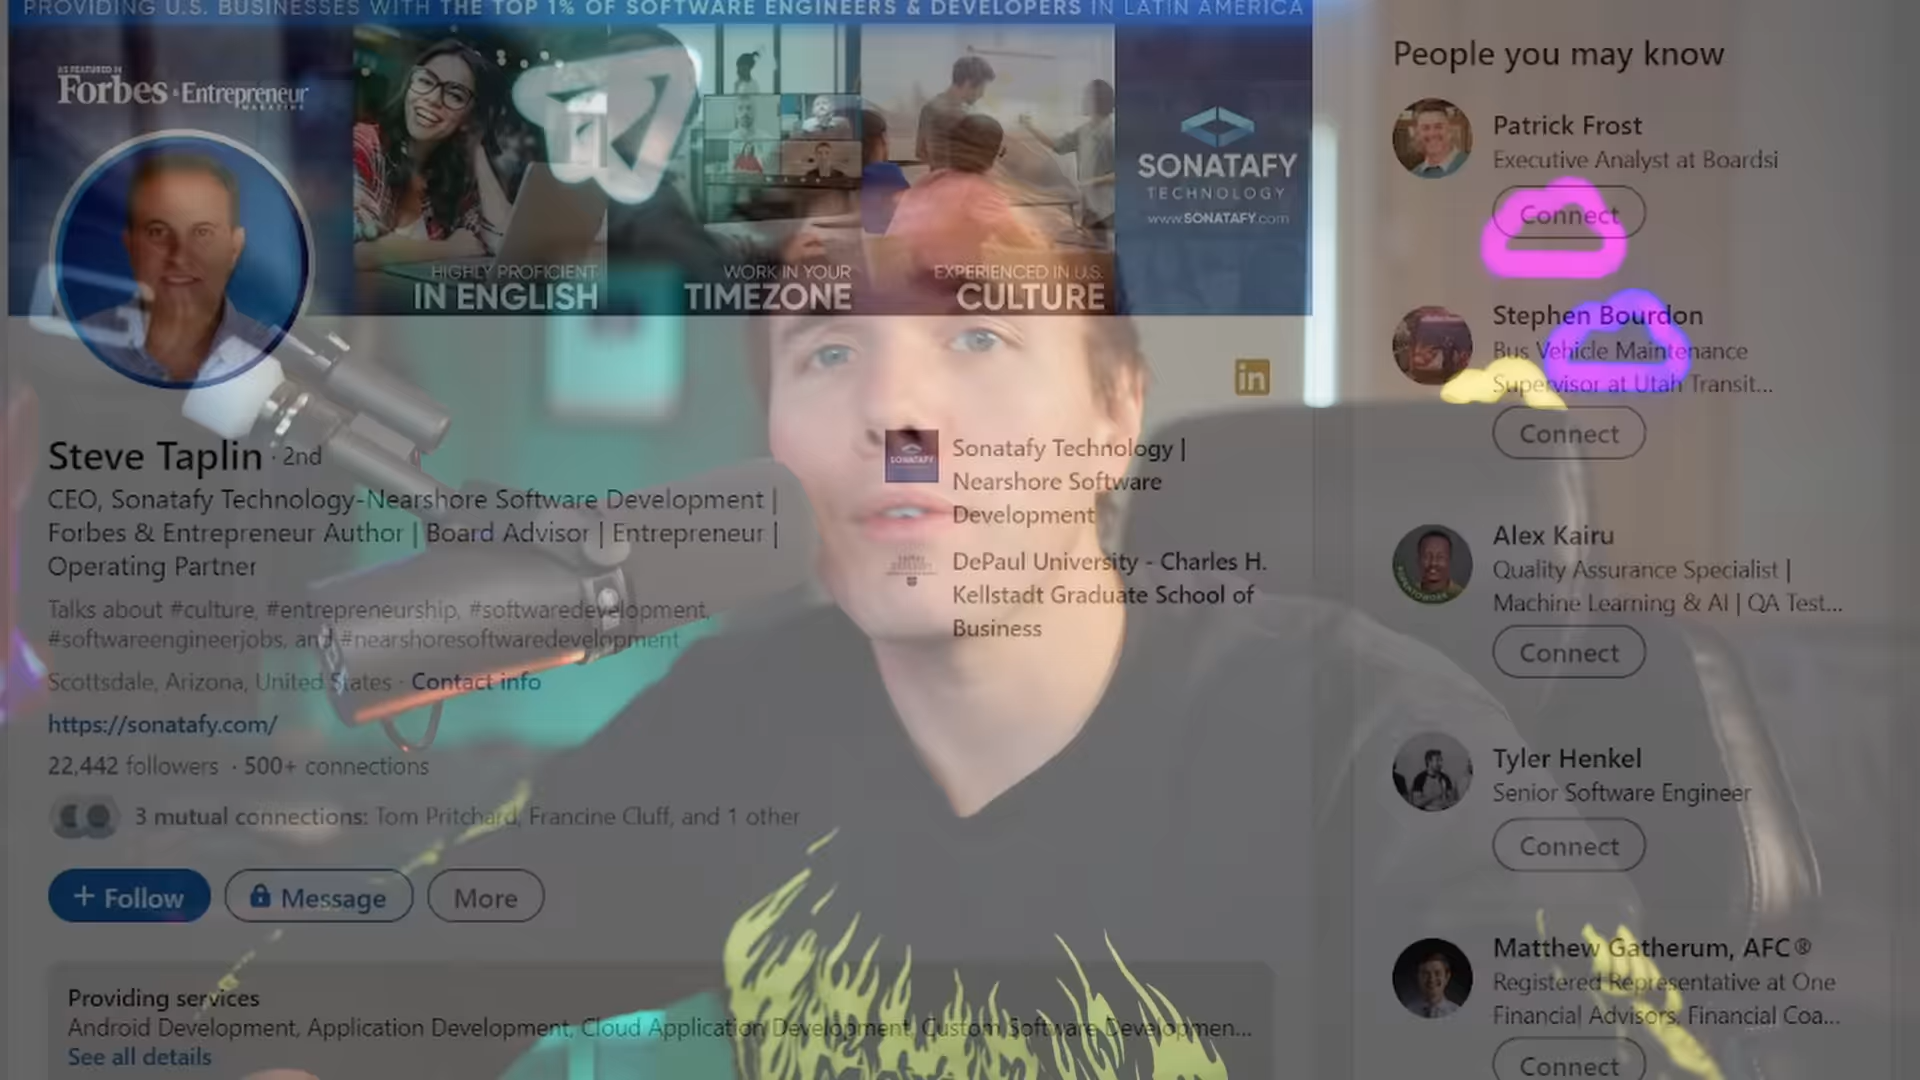 PROVIDING U.S. BUSINESSES WITH THE TOP 1% OF SOFTWARE ENGINEERS & DEVELOPERS IN LATIN AMERICA
AS FEATURED IN
Forbes • Entrepreneur
MAGAZINE
HIGHLY PROFICIENT
IN ENGLISH
WORK IN YOUR
TIMEZONE
EXPERIENCED IN U.S.
CULTURE
SONATAFY
TECHNOLOGY
www.SONATAFY.com
in
Steve Taplin · 2nd
CEO, Sonatafy Technology-Nearshore Software Development |
Forbes & Entrepreneur Author | Board Advisor | Entrepreneur |
Operating Partner
Talks about #culture, #entrepreneurship, #softwaredevelopment,
#softwareengineerjobs, and #nearshoresoftwaredevelopment
Scottsdale, Arizona, United States · Contact info
https://sonatafy.com/
22,442 followers · 500+ connections
3 mutual connections: Tom Pritchard, Francine Cluff, and 1 other
+ Follow
Message
More
SONATAFY
Sonatafy Technology |
Nearshore Software
Development
DePaul University - Charles H.
Kellstadt Graduate School of
Business
Providing services
Android Development, Application Development, Cloud Application Development, Custom Software Developmen...
See all details
People you may know
Patrick Frost
Executive Analyst at Boardsi
Connect
Stephen Bourdon
Bus Vehicle Maintenance
Supervisor at Utah Transit...
Connect
Alex Kairu
Quality Assurance Specialist |
Machine Learning & AI | QA Test...
Connect
Tyler Henkel
Senior Software Engineer
Connect
Matthew Gatherum, AFC®
Registered Representative at One
Financial Advisors, Financial Coa...
Connect